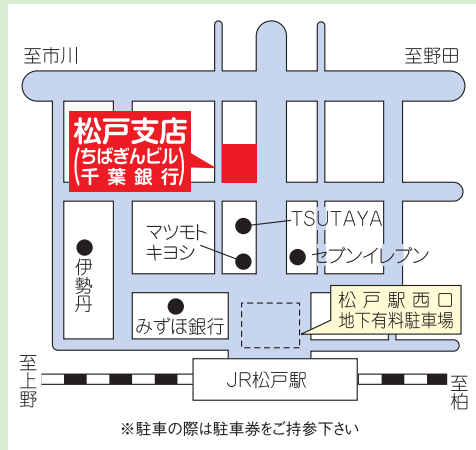 至市川
至野田
松戸支店
(ちばぎんビル
千葉銀行)
TSUTAYA
マツモト
キヨシ
セブンイレブン
伊勢丹
みずほ銀行
松戸駅西口
地下有料駐車場
至上野
JR松戸駅
至柏
※駐車の際は駐車券をご持参下さい